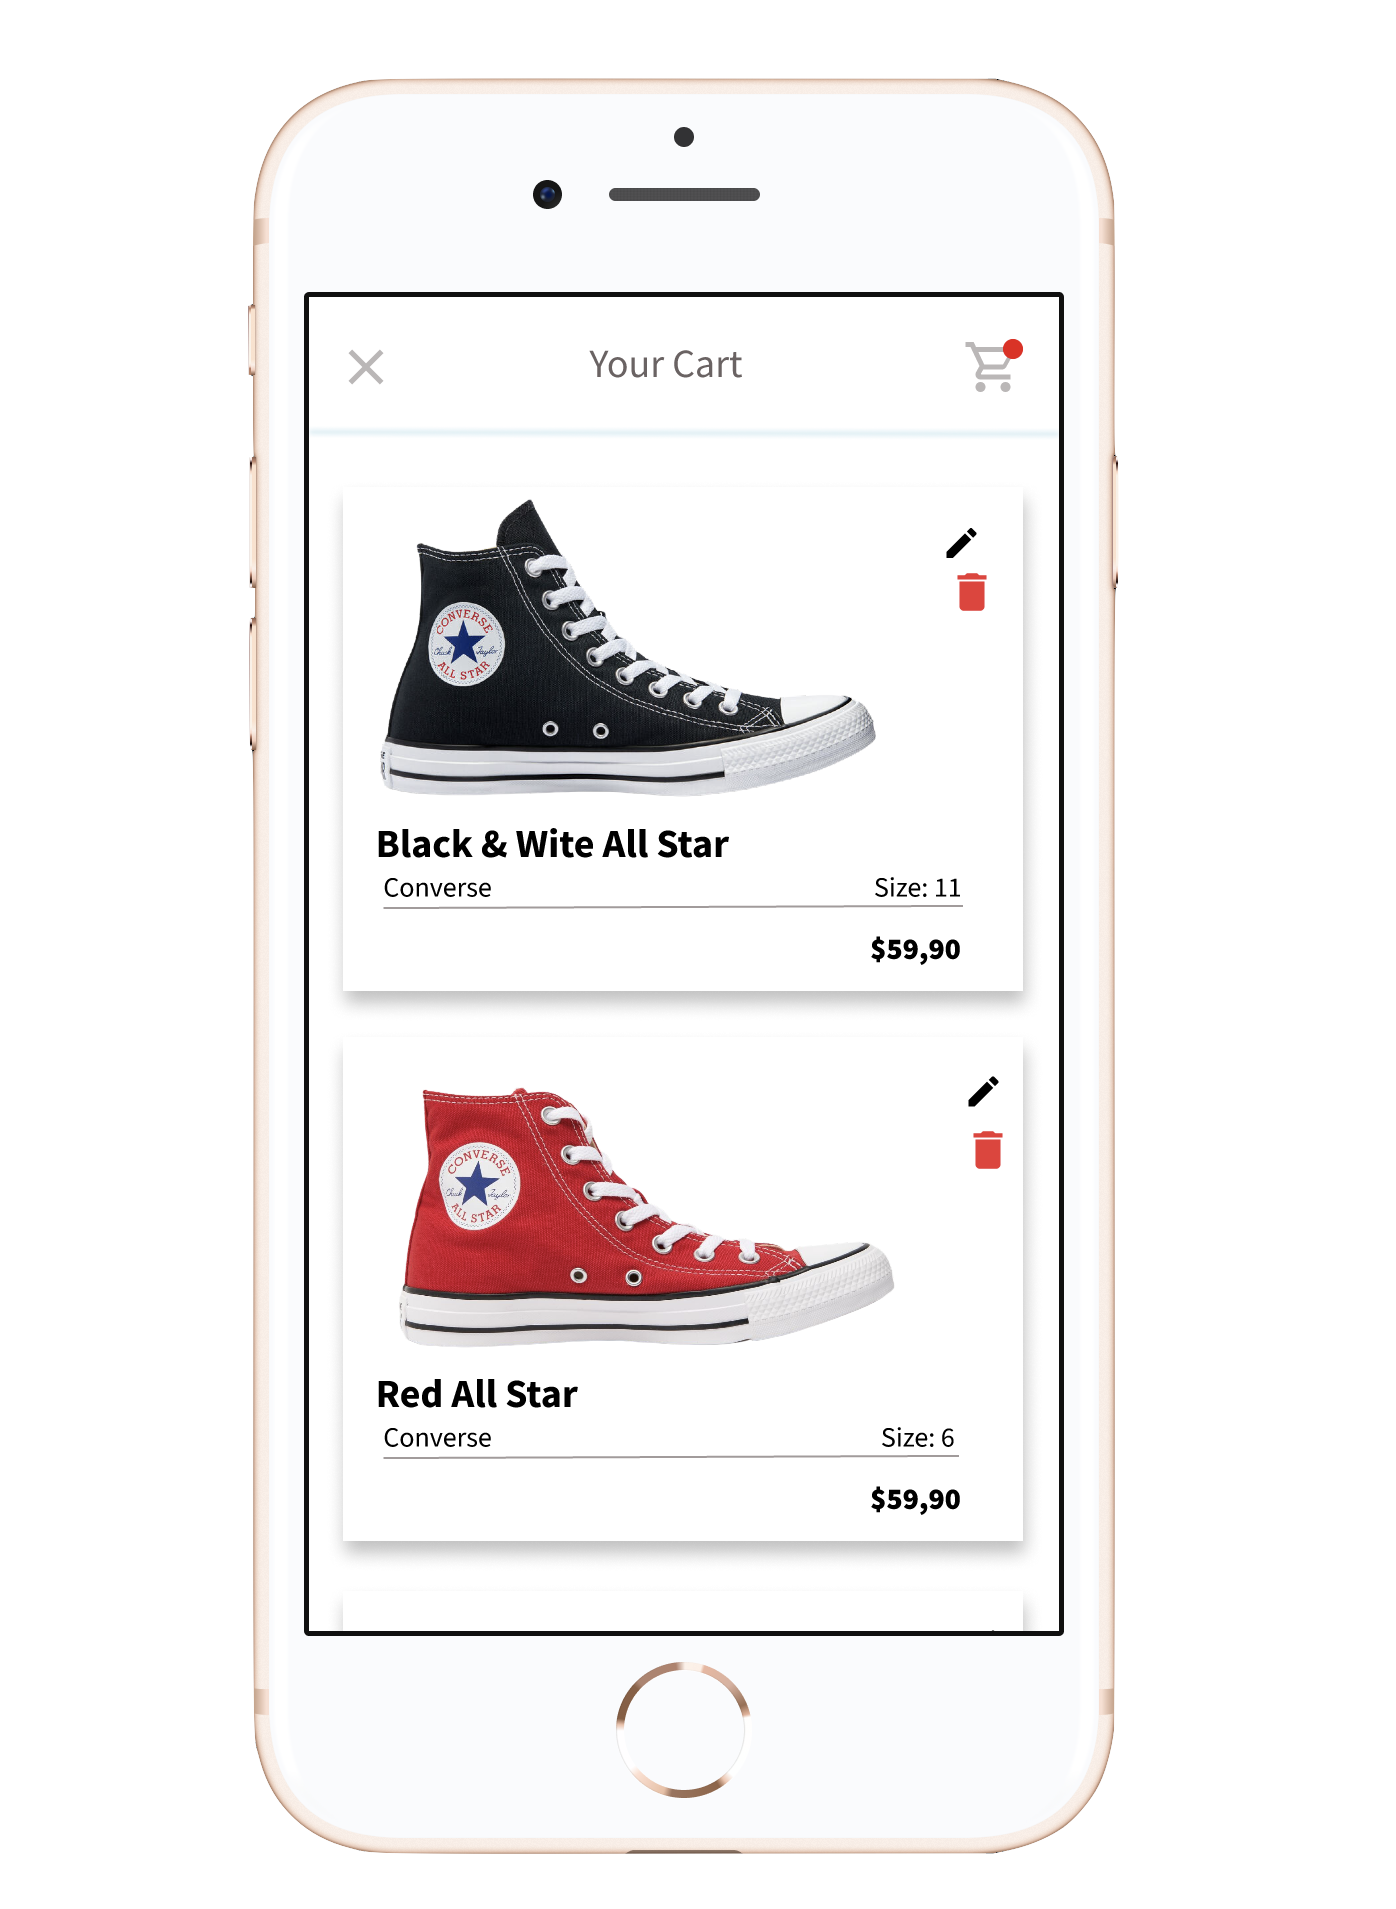 Your Cart
CONVERSE
Chuck Taylor
ALL STAR
Black & Wite All Star
Converse Size: 11
$59,90
CONVERSE
Chuck Taylor
ALL STAR
Red All Star
Converse Size: 6
$59,90